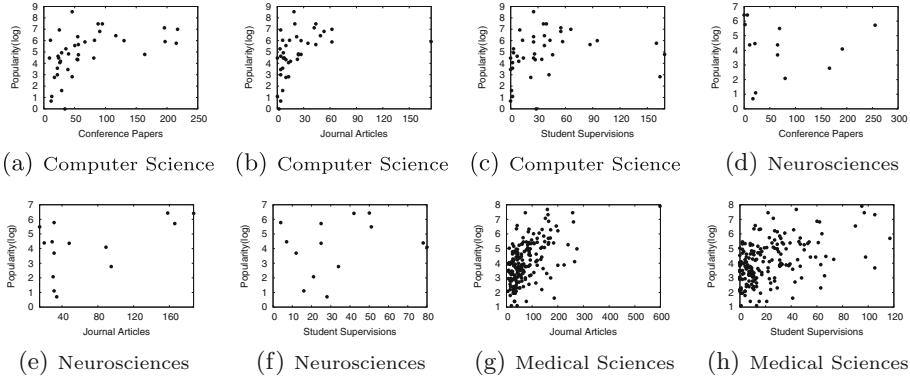 9
8
7
6
5
4
3
2
1
0
Popularity(log)
0 50 100 150 200 250
Conference Papers
9
8
7
6
5
4
3
2
1
0
Popularity(log)
0 30 60 90 120 150
Journal Articles
9
8
7
6
5
4
3
2
1
0
Popularity(log)
0 30 60 90 120 150
Student Supervisions
7
6
5
4
3
2
1
0
Popularity(log)
0 50 100 150 200 250 300
Conference Papers
(a) Computer Science
(b) Computer Science
(c) Computer Science
(d) Neurosciences
7
6
5
4
3
2
1
0
Popularity(log)
40 80 120 160
Journal Articles
7
6
5
4
3
2
1
0
Popularity(log)
0 10 20 30 40 50 60 70 80
Student Supervisions
8
7
6
5
4
3
2
1
Popularity(log)
0 100 200 300 400 500 600
Journal Articles
8
7
6
5
4
3
2
1
Popularity(log)
0 20 40 60 80 100 120
Student Supervisions
(e) Neurosciences
(f) Neurosciences
(g) Medical Sciences
(h) Medical Sciences